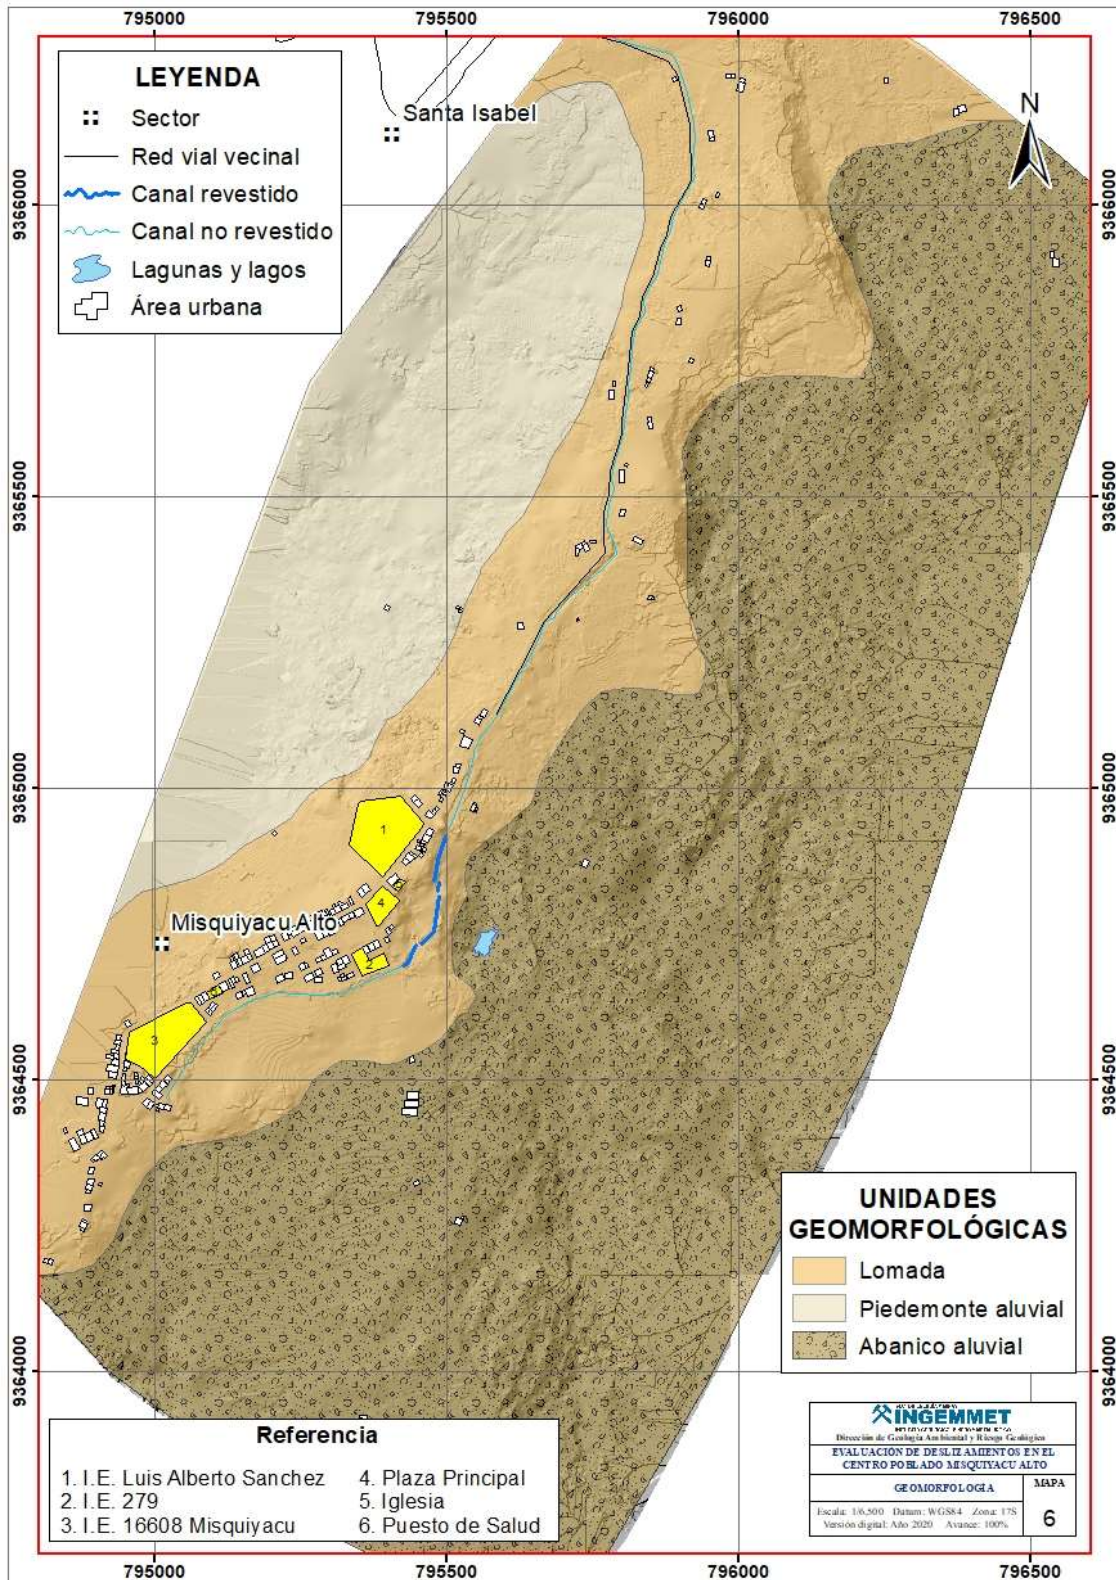 795000
795500
796000
796500
LEYENDA
Sector
Red vial vecinal
Canal revestido
Canal no revestido
Lagunas y lagos
Área urbana
Santa Isabel
N
9366000
9366000
9365500
9365500
9365000
9365000
1
4
Misquiyacu Alto
2
3
9364500
9364500
UNIDADES
GEOMORFOLÓGICAS
Lomada
Piedemonte aluvial
Abanico aluvial
9364000
9364000
Referencia
1. I.E. Luis Alberto Sanchez
2. I.E. 279
3. I.E. 16608 Misquiyacu
4. Plaza Principal
5. Iglesia
6. Puesto de Salud
INGEMMET
Dirección de Geología Ambiental y Riesgo Geológico
EVALUACIÓN DE DESLIZAMIENTOS EN EL
CENTRO POBLADO MISQUIYACU ALTO
GEOMORFOLOGÍA
MAPA
6
Escala: 1/6,500 Datum: WGS84 Zona: 17S
Versión digital: Año 2020 Avance: 100%
795000
795500
796000
796500